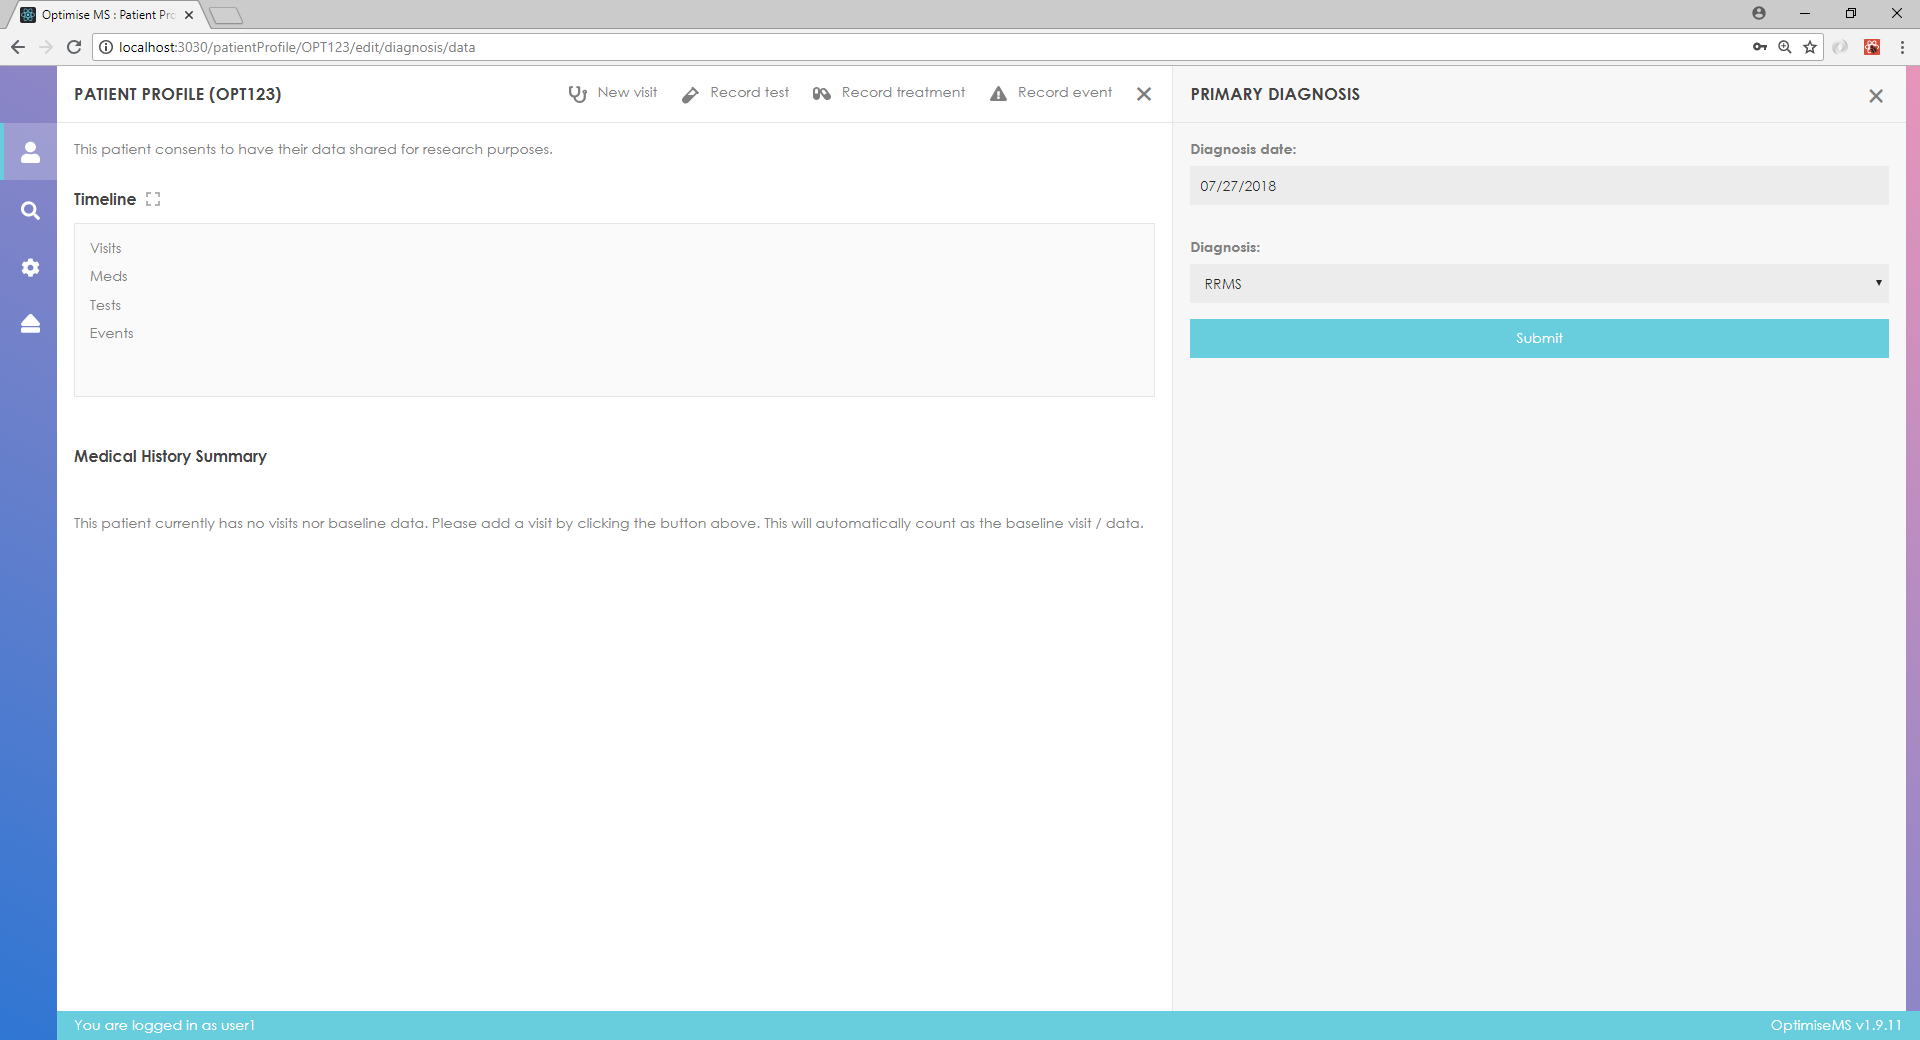 Optimise MS : Patient Pro
localhost:3030/patientProfile/OPT123/edit/diagnosis/data
PATIENT PROFILE (OPT123)
New visit
Record test
Record treatment
Record event
This patient consents to have their data shared for research purposes.
Timeline
Visits
Meds
Tests
Events
Medical History Summary
This patient currently has no visits nor baseline data. Please add a visit by clicking the button above. This will automatically count as the baseline visit / data.
PRIMARY DIAGNOSIS
Diagnosis date:
07/27/2018
Diagnosis:
RRMS
Submit
You are logged in as user1
OptimiseMS v1.9.11